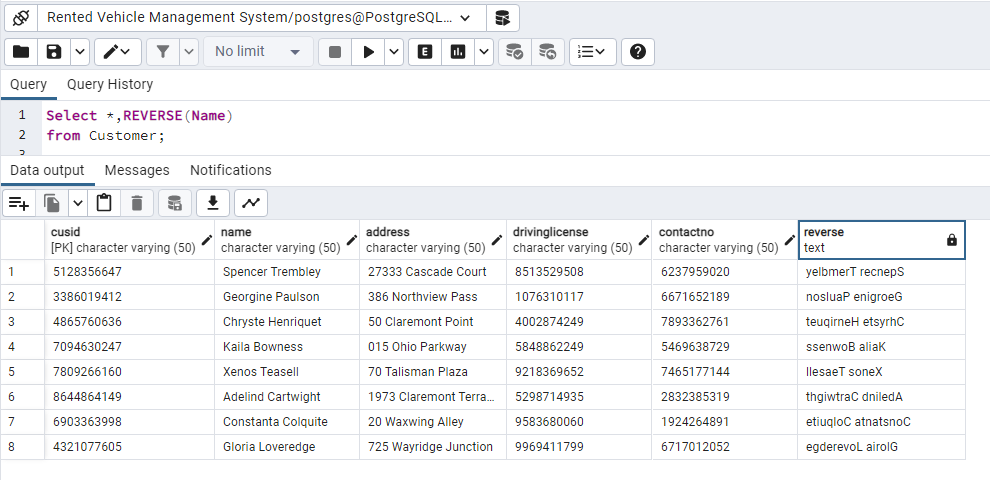 Rented Vehicle Management System/postgres@PostgreSQL...
No limit
E
Query Query History
1 Select *,REVERSE(Name)
2 from Customer;
Data output Messages Notifications
cusid name address drivinglicense contactno reverse
[PK] character varying (50) character varying (50) character varying (50) character varying (50) character varying (50) text
1 5128356647 Spencer Trembley 27333 Cascade Court 8513529508 6237959020 yelbmerT recnepS
2 3386019412 Georgine Paulson 386 Northview Pass 1076310117 6671652189 nosluaP enigroeG
3 4865760636 Chryste Henriquet 50 Claremont Point 4002874249 7893362761 teuqirneH etsyrhC
4 7094630247 Kaila Bowness 015 Ohio Parkway 5848862249 5469638729 ssenwoB aliaK
5 7809266160 Xenos Teasell 70 Talisman Plaza 9218369652 7465177144 llesaeT soneX
6 8644864149 Adelind Cartwight 1973 Claremont Terra... 5298714935 2832385319 thgiwtraC dniledA
7 6903363998 Constanta Colquite 20 Waxwing Alley 9583680060 1924264891 etiuqloC atnatsnoC
8 4321077605 Gloria Loveredge 725 Wayridge Junction 9969411799 6717012052 egderevoL airolG